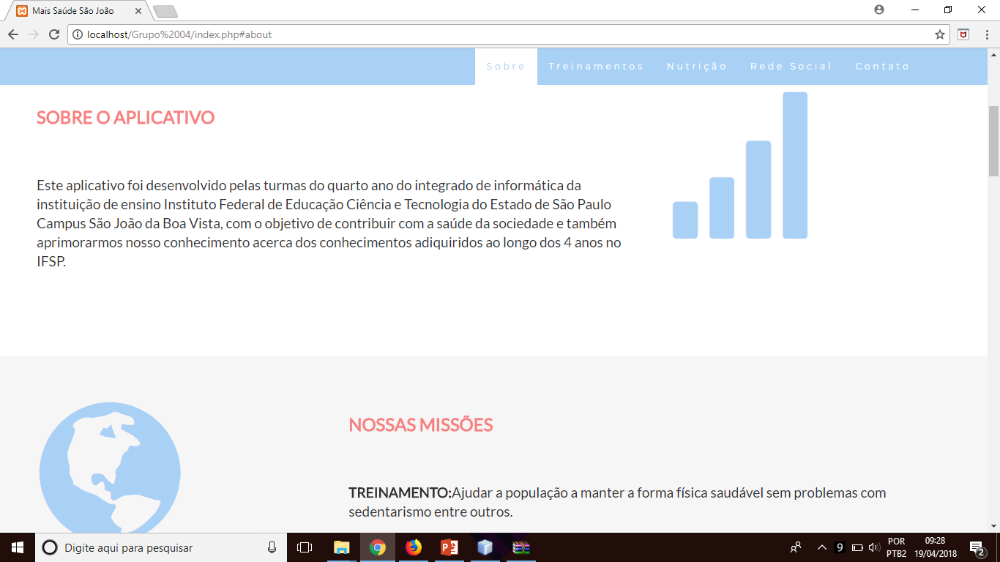 Mais Saúde São João
localhost/Grupo%2004/index.php#about
Sobre Treinamentos Nutrição Rede Social Contato
SOBRE O APLICATIVO
Este aplicativo foi desenvolvido pelas turmas do quarto ano do integrado de informática da
instituição de ensino Instituto Federal de Educação Ciência e Tecnologia do Estado de São Paulo
Campus São João da Boa Vista, com o objetivo de contribuir com a saúde da sociedade e também
aprimorarmos nosso conhecimento acerca dos conhecimentos adiquiridos ao longo dos 4 anos no
IFSP.
NOSSAS MISSÕES
TREINAMENTO:Ajudar a população a manter a forma física saudável sem problemas com
sedentarismo entre outros.
Digite aqui para pesquisar
9
POR
PTB2
09:28
19/04/2018
2